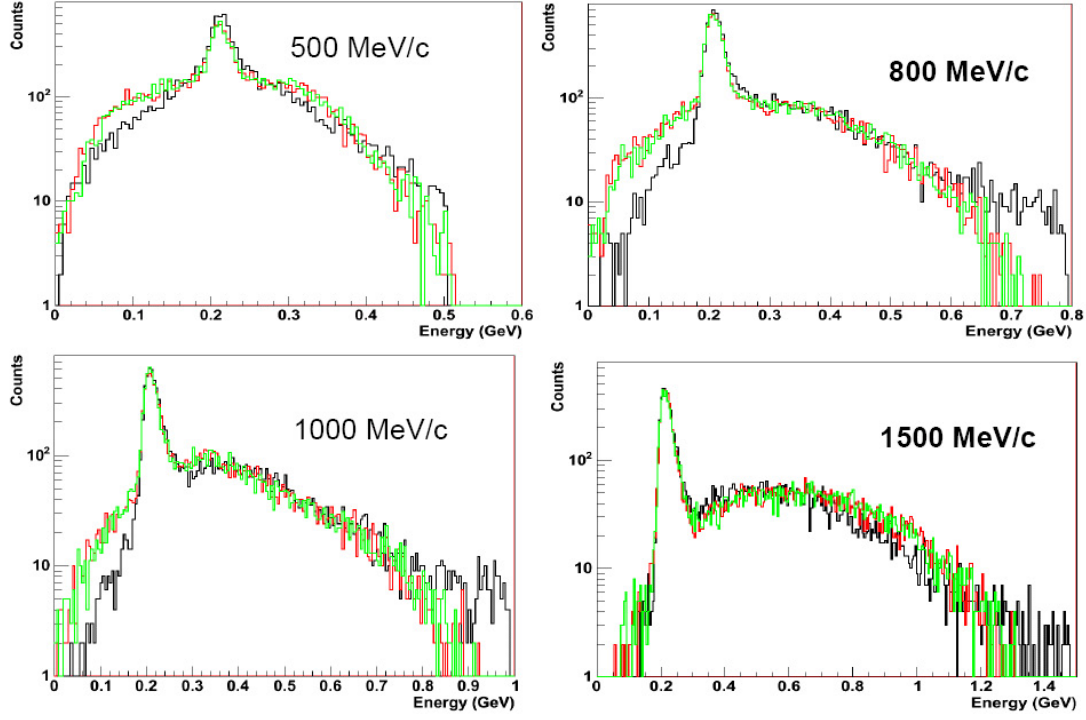 Counts
500 MeV/c
10²
10
1
0 0.1 0.2 0.3 0.4 0.5 0.6
Energy (GeV)
Counts
800 MeV/c
10²
10
1
0 0.1 0.2 0.3 0.4 0.5 0.6 0.7 0.8
Energy (GeV)
Counts
1000 MeV/c
10²
10
1
0 0.1 0.2 0.3 0.4 0.5 0.6 0.7 0.8 0.9 1
Energy (GeV)
Counts
1500 MeV/c
10²
10
1
0 0.2 0.4 0.6 0.8 1 1.2 1.4
Energy (GeV)